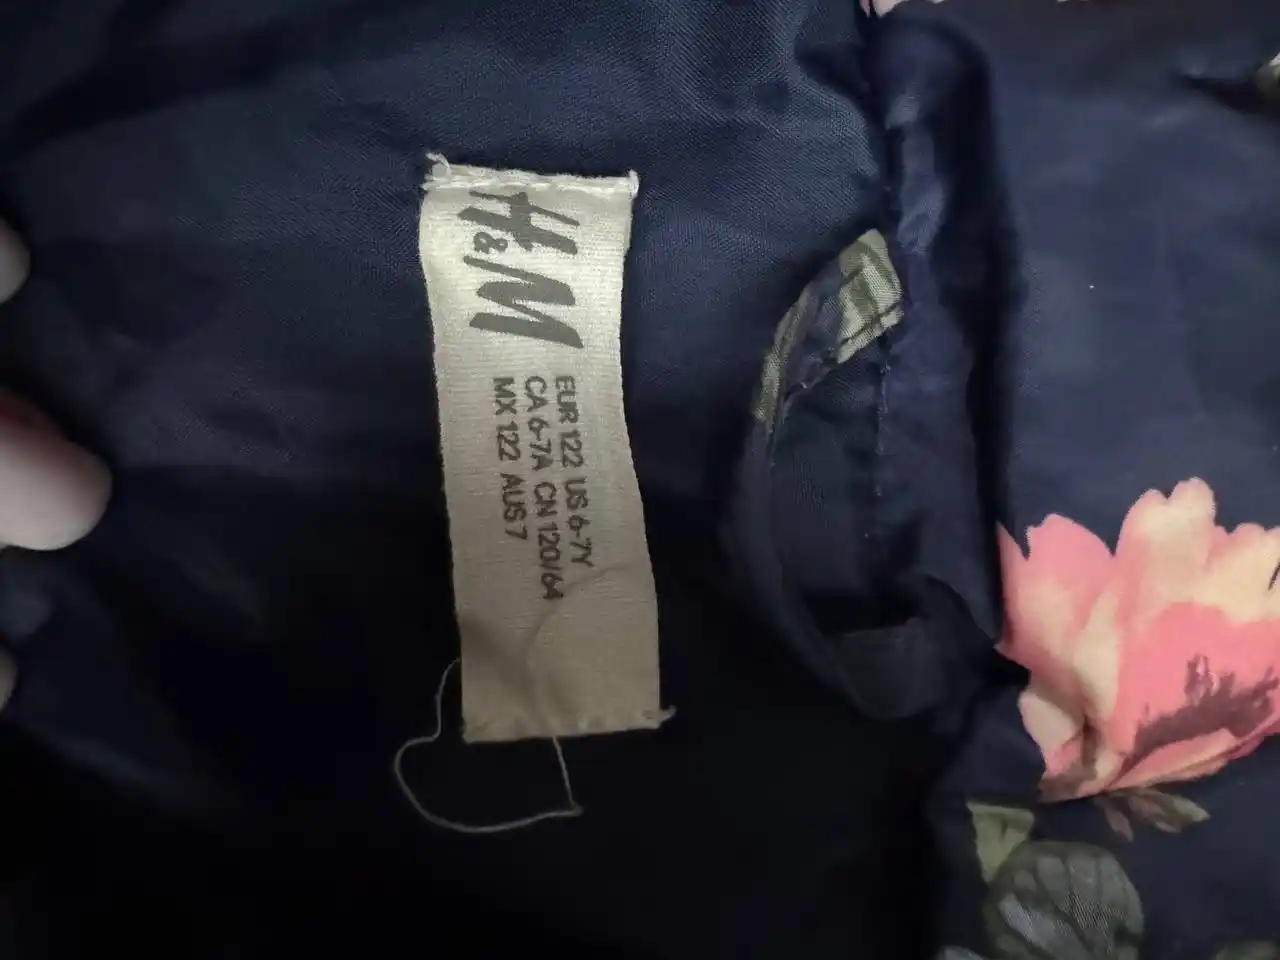 H&M
EUR 122 US 6-7Y
CA 6-7A CN 120/64
MX 122 AUS 7